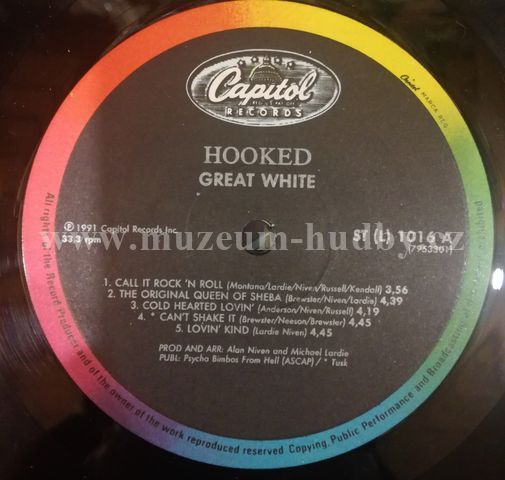 Capitol
RECORDS
Capitol MARCA REG.
HOOKED
GREAT WHITE
℗ 1991 Capitol Records Inc.
33.3 rpm
ST (L) 1016 A
(7953301)
www.muzeum-hudby.cz
1. CALL IT ROCK 'N ROLL (Montana/Lardie/Niven/Russell/Kendall) 3,56
2. THE ORIGINAL QUEEN OF SHEBA (Brewster/Niven/Lardie) 4,39
3. COLD HEARTED LOVIN' (Anderson/Niven/Russell) 4,19
4. * CAN'T SHAKE IT (Brewster/Neeson/Brewster) 4,45
5. LOVIN' KIND (Lardie Niven) 4,45
PROD AND ARR: Alan Niven and Michael Lardie
PUBL: Psycho Bimbos From Hell (ASCAP) / * Tusk
All rights of the Record Producer and of the owner of the work reproduced reserved Copying, Public Performance and Broadcasting prohibited